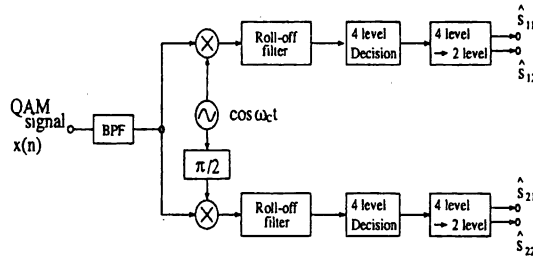 Ŝ11
Roll-off
filter
4 level
Decision
4 level
→ 2 level
Ŝ12
QAM
signal
x(n)
BPF
cos ωct
π/2
Ŝ21
Roll-off
filter
4 level
Decision
4 level
→ 2 level
Ŝ22